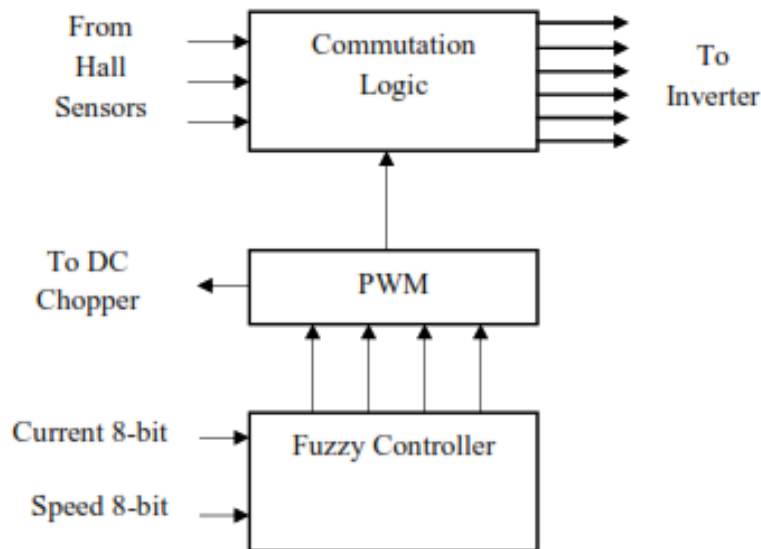 From
Hall
Sensors
Commutation
Logic
To
Inverter
To DC
Chopper
PWM
Current 8-bit
Speed 8-bit
Fuzzy Controller